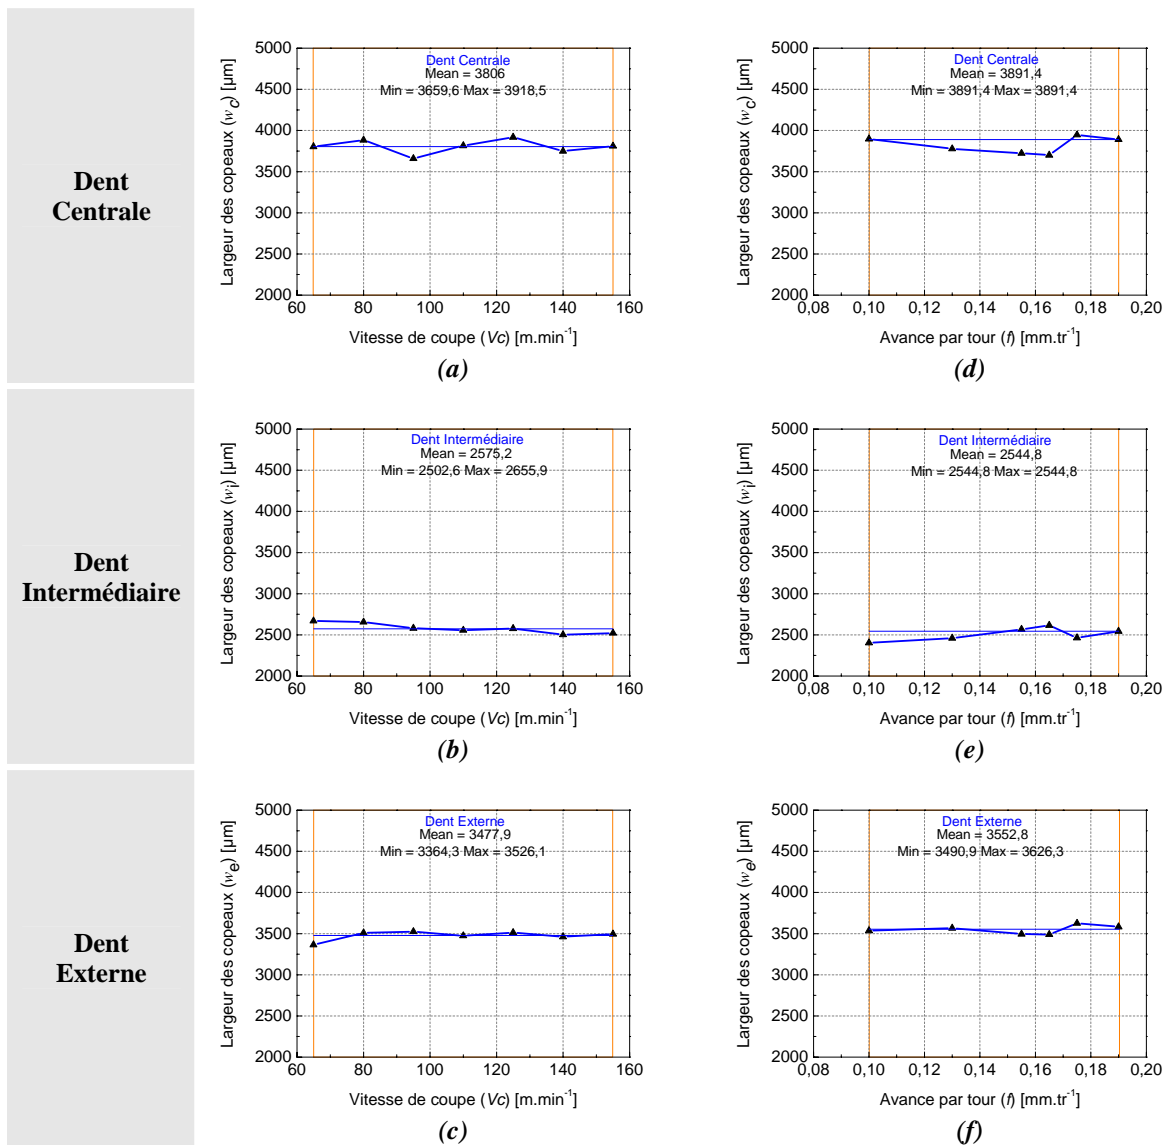 Dent
Centrale
Largeur des copeaux (wc) [µm]
5000
4500
4000
3500
3000
2500
2000
Dent Centrale
Mean = 3806
Min = 3659,6 Max = 3918,5
60 80 100 120 140 160
Vitesse de coupe (Vc) [m.min-1]
(a)
Largeur des copeaux (wc) [µm]
5000
4500
4000
3500
3000
2500
2000
Dent Centrale
Mean = 3891,4
Min = 3891,4 Max = 3891,4
0,08 0,10 0,12 0,14 0,16 0,18 0,20
Avance par tour (f) [mm.tr-1]
(d)
Dent
Intermédiaire
Largeur des copeaux (wi) [µm]
5000
4500
4000
3500
3000
2500
2000
Dent Intermédiaire
Mean = 2575,2
Min = 2502,6 Max = 2655,9
60 80 100 120 140 160
Vitesse de coupe (Vc) [m.min-1]
(b)
Largeur des copeaux (wi) [µm]
5000
4500
4000
3500
3000
2500
2000
Dent Intermédiaire
Mean = 2544,8
Min = 2544,8 Max = 2544,8
0,08 0,10 0,12 0,14 0,16 0,18 0,20
Avance par tour (f) [mm.tr-1]
(e)
Dent
Externe
Largeur des copeaux (we) [µm]
5000
4500
4000
3500
3000
2500
2000
Dent Externe
Mean = 3477,9
Min = 3364,3 Max = 3526,1
60 80 100 120 140 160
Vitesse de coupe (Vc) [m.min-1]
(c)
Largeur des copeaux (we) [µm]
5000
4500
4000
3500
3000
2500
2000
Dent Externe
Mean = 3552,8
Min = 3490,9 Max = 3626,3
0,08 0,10 0,12 0,14 0,16 0,18 0,20
Avance par tour (f) [mm.tr-1]
(f)